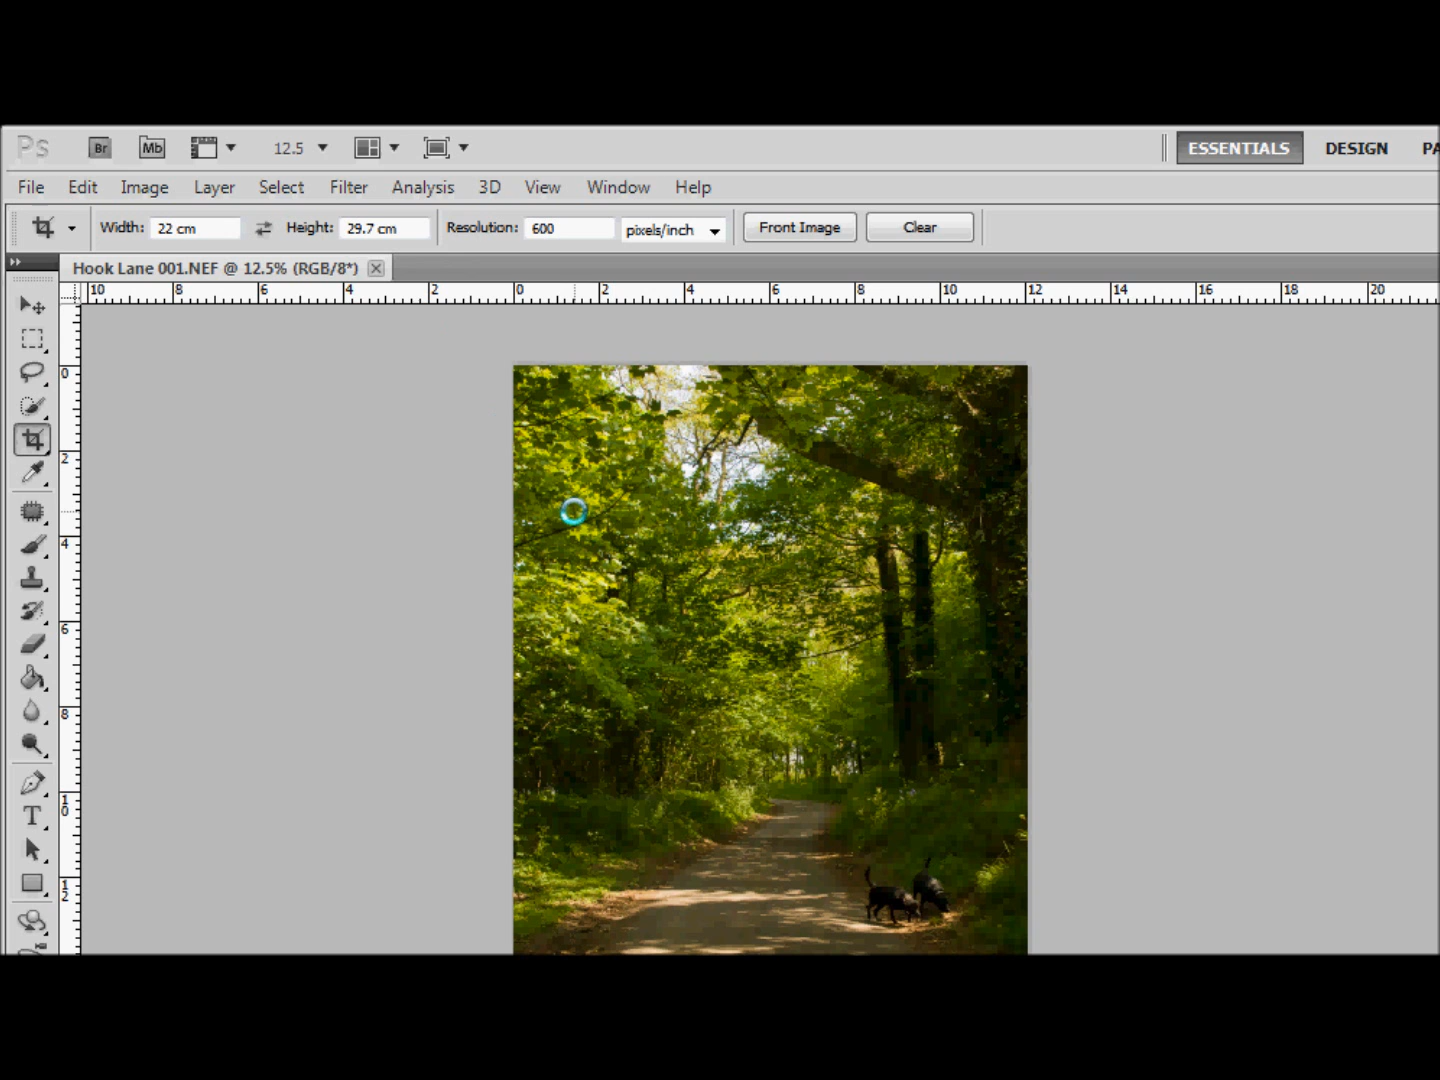 Ps Br Mb 12.5 ESSENTIALS DESIGN PA
File Edit Image Layer Select Filter Analysis 3D View Window Help
Width: 22 cm Height: 29.7 cm Resolution: 600 pixels/inch Front Image Clear
Hook Lane 001.NEF @ 12.5% (RGB/8*)
10 8 6 4 2 0 2 4 6 8 10 12 14 16 18 20
0
2
4
6
8
10
12
T